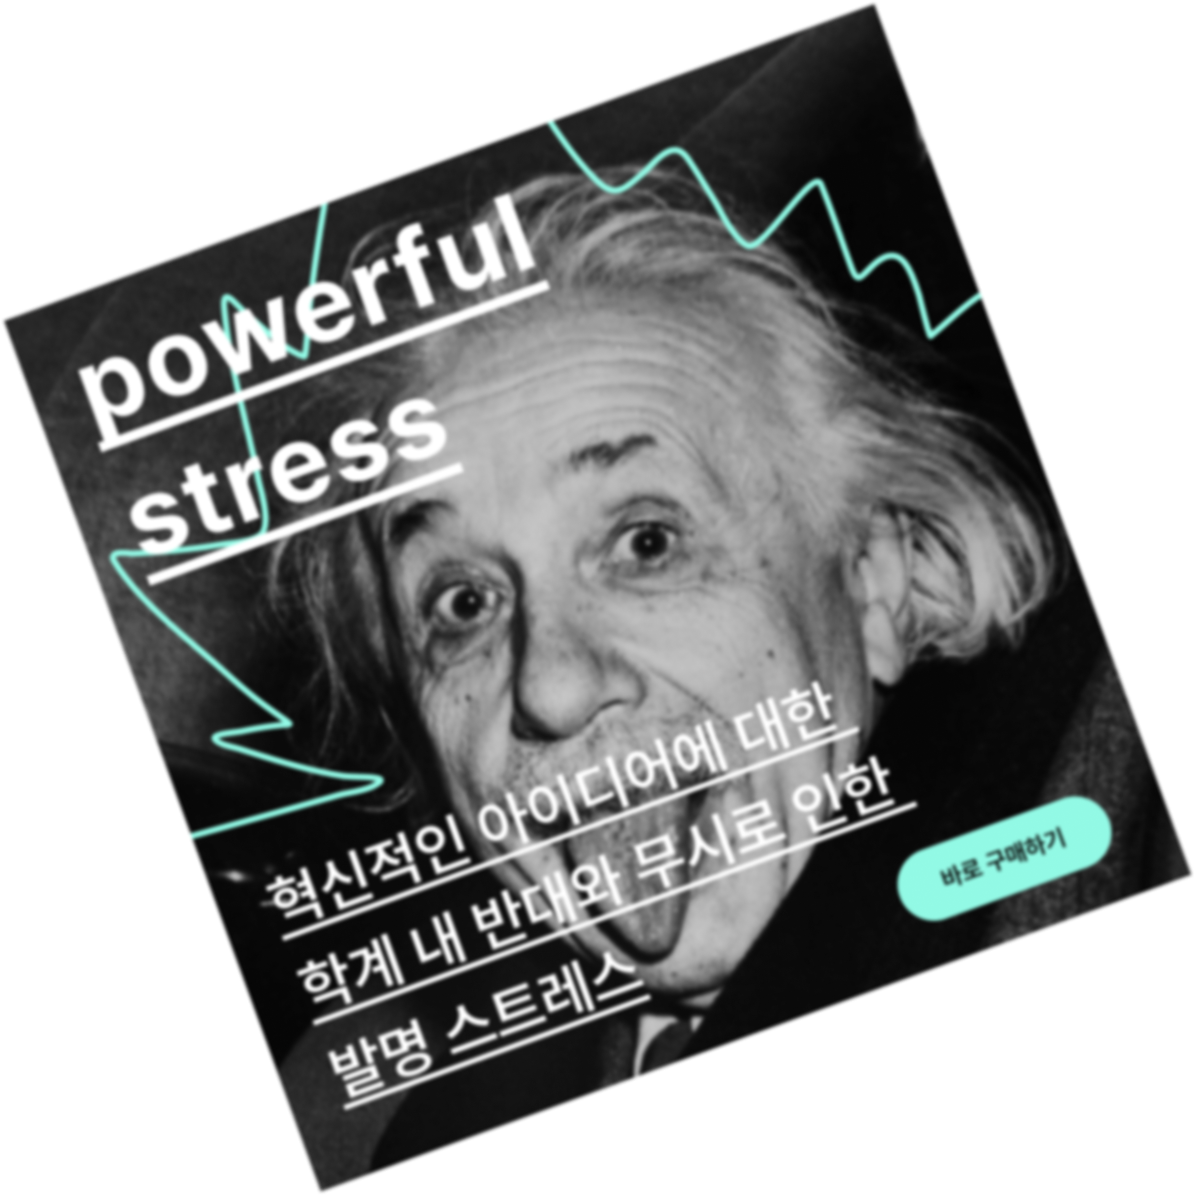 powerful
stress
혁신적인 아이디어에 대한
학계 내 반대와 무시로 인한
발명 스트레스
바로 구매하기